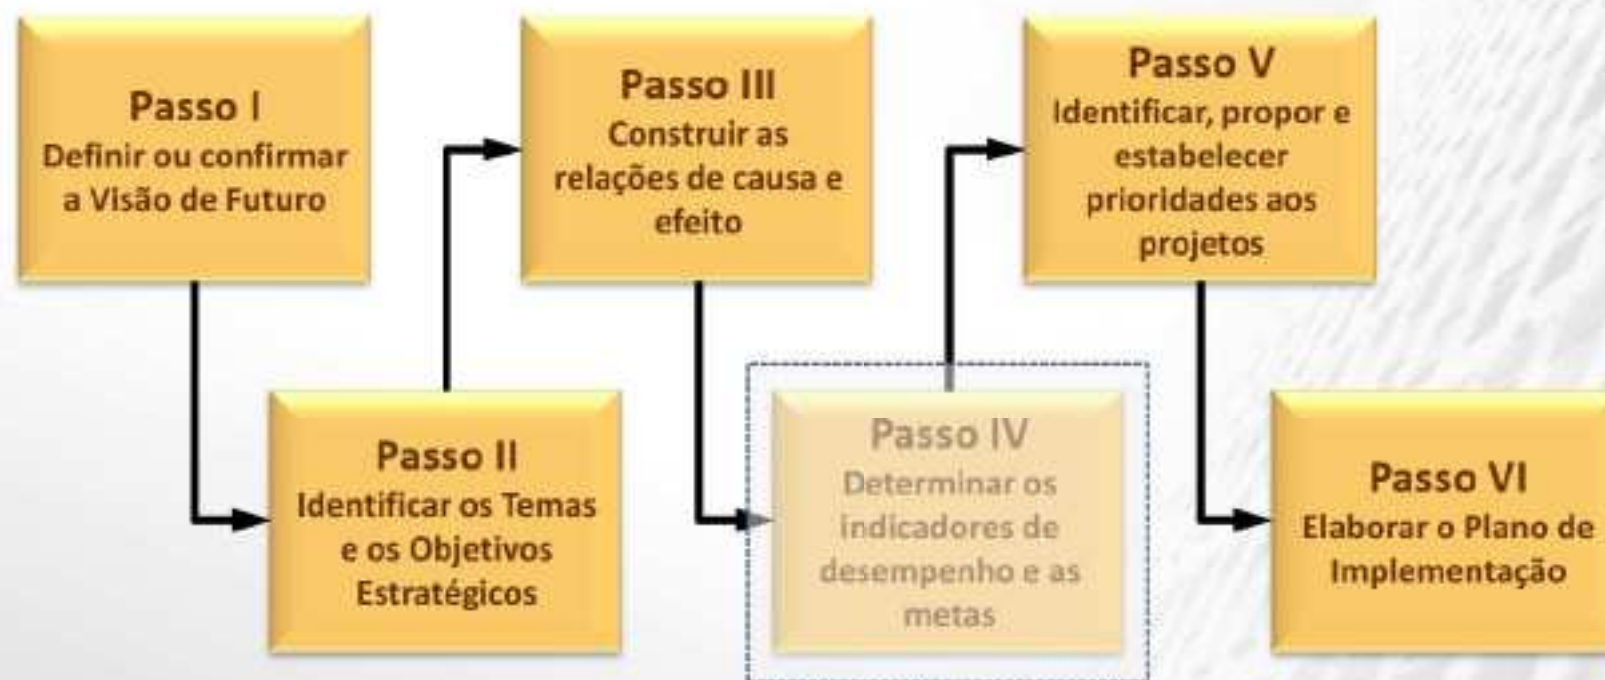 Passo I
Definir ou confirmar
a Visão de Futuro
Passo II
Identificar os Temas
e os Objetivos
Estratégicos
Passo III
Construir as
relações de causa e
efeito
Passo IV
Determinar os
indicadores de
desempenho e as
metas
Passo V
Identificar, propor e
estabelecer
prioridades aos
projetos
Passo VI
Elaborar o Plano de
Implementação